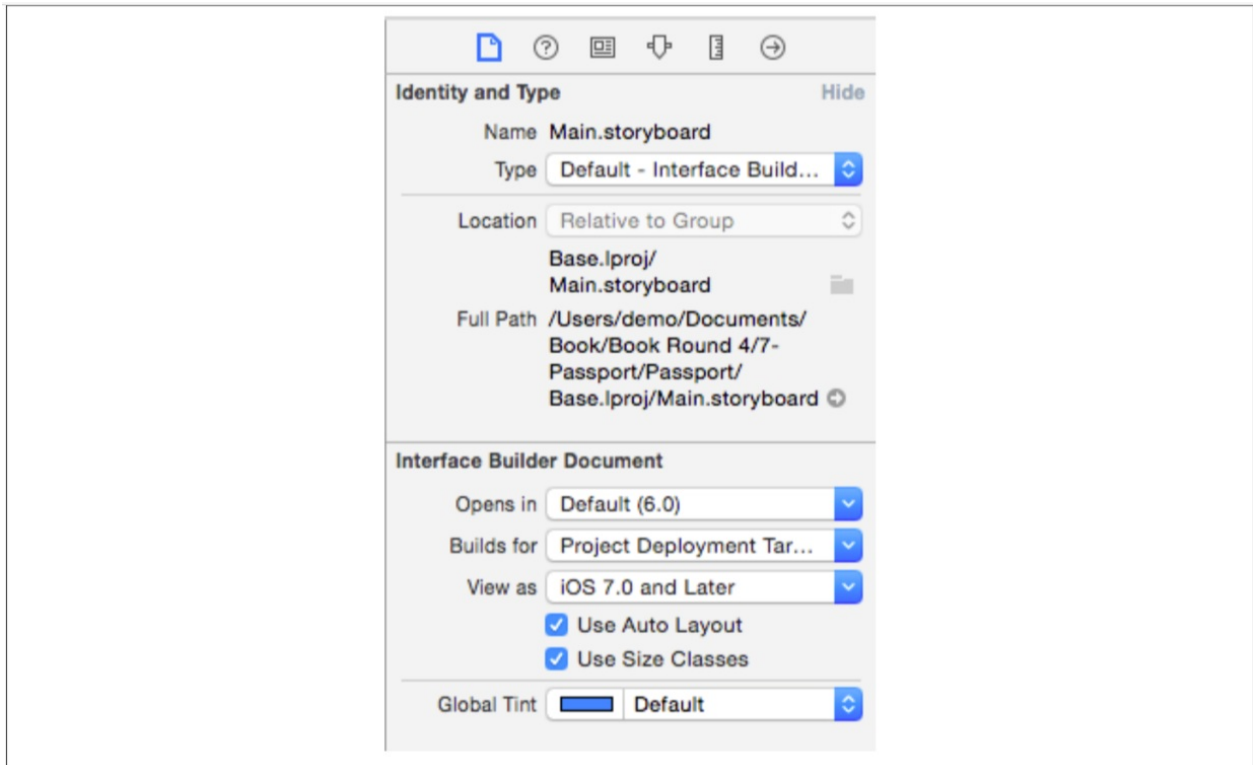 Identity and Type Hide
Name Main.storyboard
Type Default - Interface Build...
Location Relative to Group
Base.lproj/
Main.storyboard
Full Path /Users/demo/Documents/
Book/Book Round 4/7-
Passport/Passport/
Base.lproj/Main.storyboard
Interface Builder Document
Opens in Default (6.0)
Builds for Project Deployment Tar...
View as iOS 7.0 and Later
Use Auto Layout
Use Size Classes
Global Tint Default